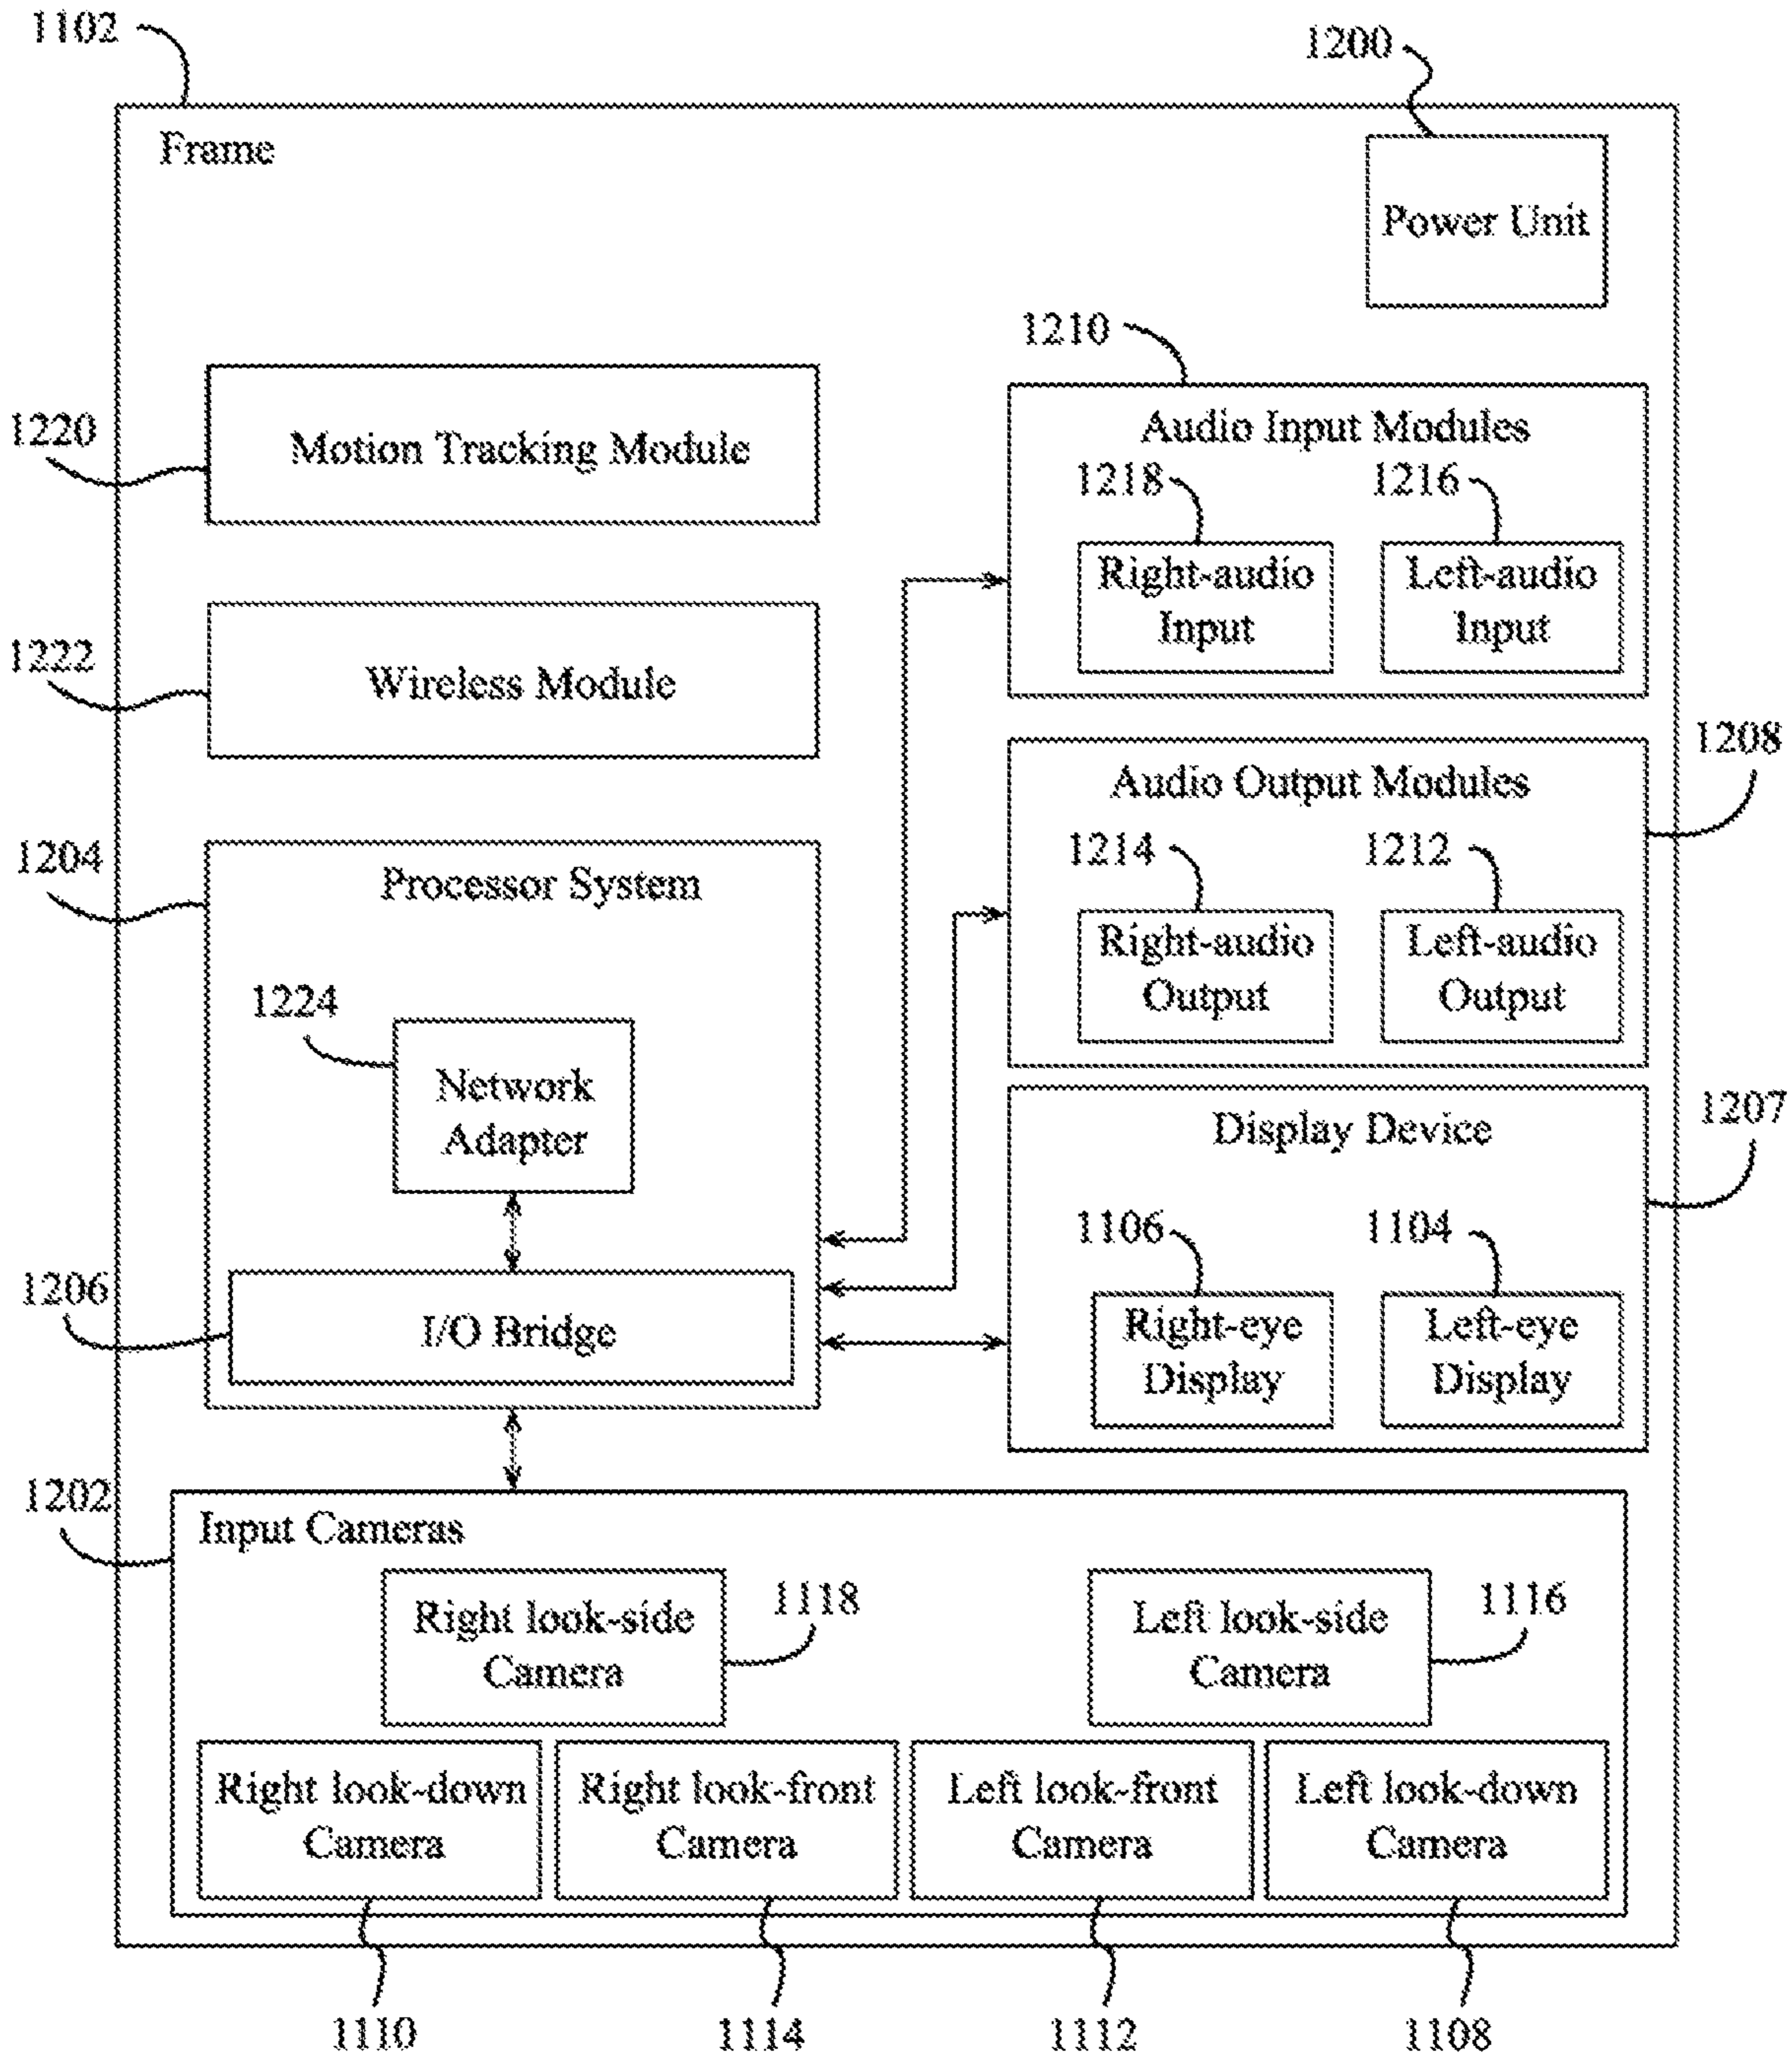 1102
1200
Frame
Power Unit
1210
1220
Motion Tracking Module
Audio Input Modules
1218
1216
Right-audio
Input
Left-audio
Input
1222
Wireless Module
1208
Audio Output Modules
1214
1212
Right-audio
Output
Left-audio
Output
1204
Processor System
1224
Network
Adapter
1207
Display Device
1106
1104
Right-eye
Display
Left-eye
Display
1206
I/O Bridge
1202
Input Cameras
Right look-side
Camera
1118
Left look-side
Camera
1116
Right look-down
Camera
Right look-front
Camera
Left look-front
Camera
Left look-down
Camera
1110
1114
1112
1108